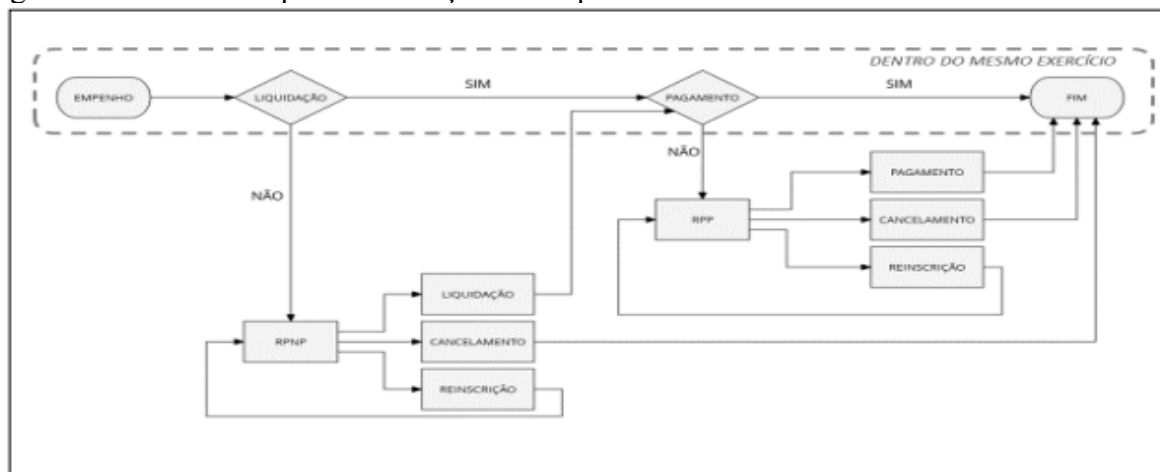 DENTRO DO MESMO EXERCÍCIO
EMPENHO
LIQUIDAÇÃO
SIM
PAGAMENTO
SIM
FIM
NÃO
NÃO
PAGAMENTO
RPP
CANCELAMENTO
REINSCRIÇÃO
LIQUIDAÇÃO
RPNP
CANCELAMENTO
REINSCRIÇÃO